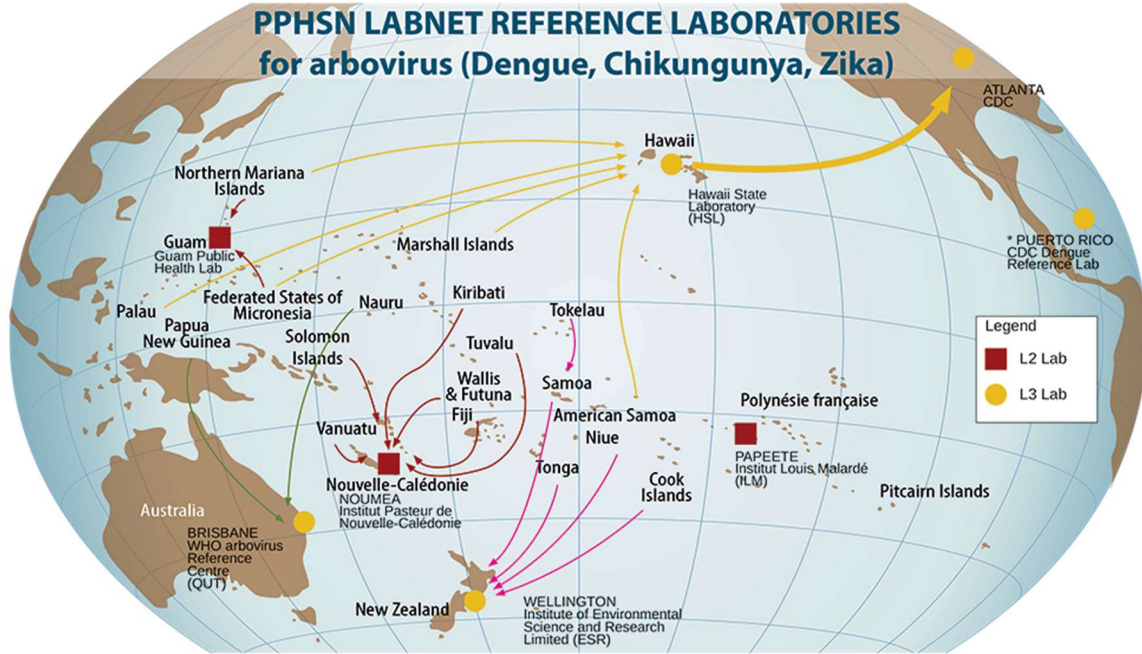 PPHSN LABNET REFERENCE LABORATORIES
for arbovirus (Dengue, Chikungunya, Zika)
ATLANTA
CDC
Hawaii
Hawaii State
Laboratory
(HSL)
Northern Mariana
Islands
Guam
Guam Public
Health Lab
Marshall Islands
* PUERTO RICO
CDC Dengue
Reference Lab
Palau
Federated States of
Micronesia
Nauru
Kiribati
Tokelau
Papua
New Guinea
Solomon
Islands
Tuvalu
Legend
L2 Lab
L3 Lab
Wallis
& Futuna
Fiji
Samoa
American Samoa
Niue
Polynésie française
Vanuatu
Tonga
Cook
Islands
PAPEETE
Institut Louis Malardé
(ILM)
Pitcairn Islands
Nouvelle-Calédonie
NOUMEA
Institut Pasteur de
Nouvelle-Calédonie
Australia
BRISBANE
WHO arbovirus
Reference
Centre
(QUT)
New Zealand
WELLINGTON
Institute of Environmental
Science and Research
Limited (ESR)